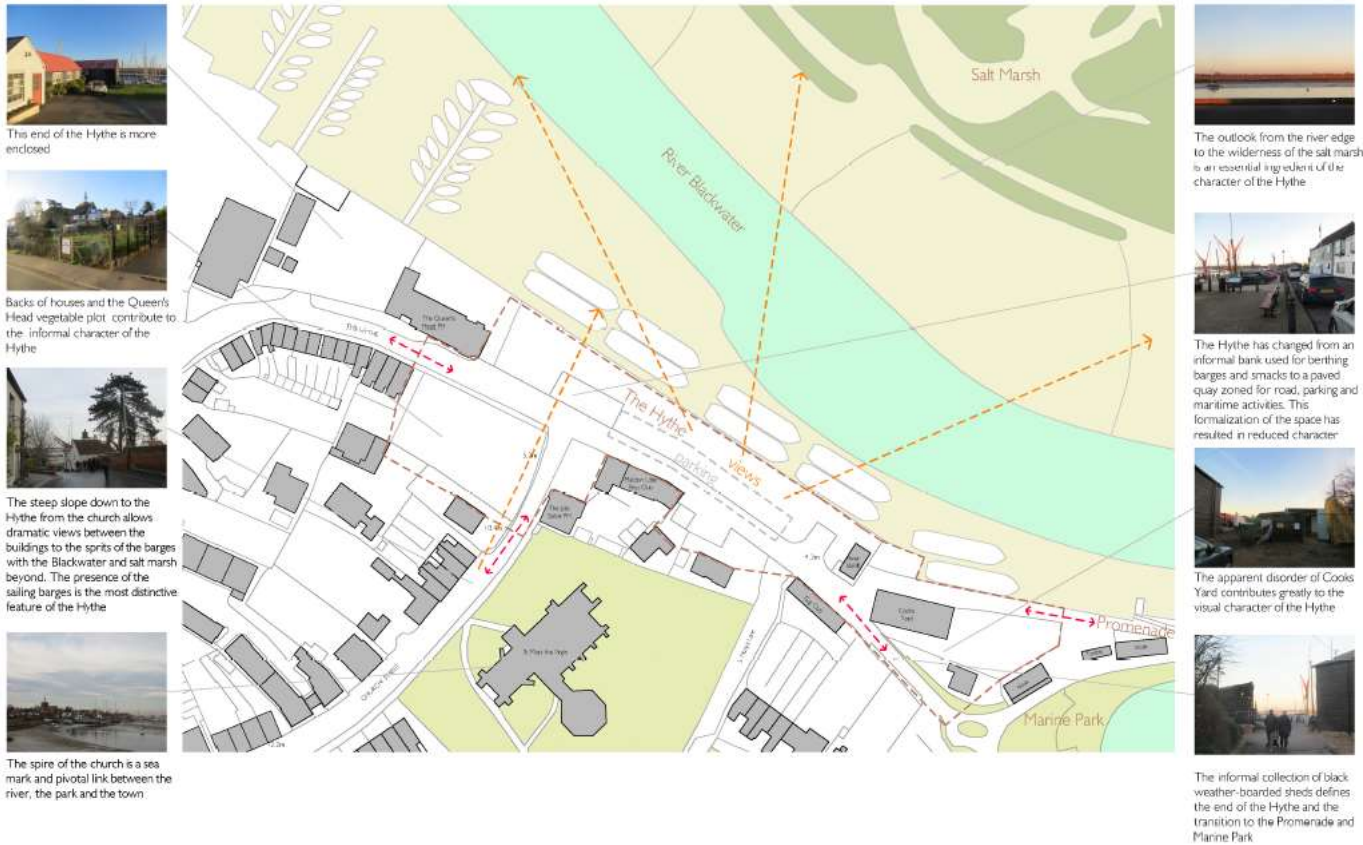 This end of the Hythe is more
enclosed
Backs of houses and the Queen's
Head vegetable plot contribute to
the informal character of the
Hythe
The steep slope down to the
Hythe from the church allows
dramatic views between the
buildings to the sprits of the barges
with the Blackwater and salt marsh
beyond. The presence of the
sailing barges is the most distinctive
feature of the Hythe
The spire of the church is a sea
mark and pivotal link between the
river, the park and the town
Salt Marsh
River Blackwater
The Queen's
Head PH
The Hythe
parking
views
CHURCH STREET
Cooks
Yard
Promenade
Marine Park
The outlook from the river edge
to the wilderness of the salt marsh
is an essential ingredient of the
character of the Hythe
The Hythe has changed from an
informal bank used for berthing
barges and smacks to a paved
quay zoned for road, parking and
maritime activities. This
formalization of the space has
resulted in reduced character
The apparent disorder of Cooks
Yard contributes greatly to the
visual character of the Hythe
The informal collection of black
weather-boarded sheds defines
the end of the Hythe and the
transition to the Promenade and
Marine Park